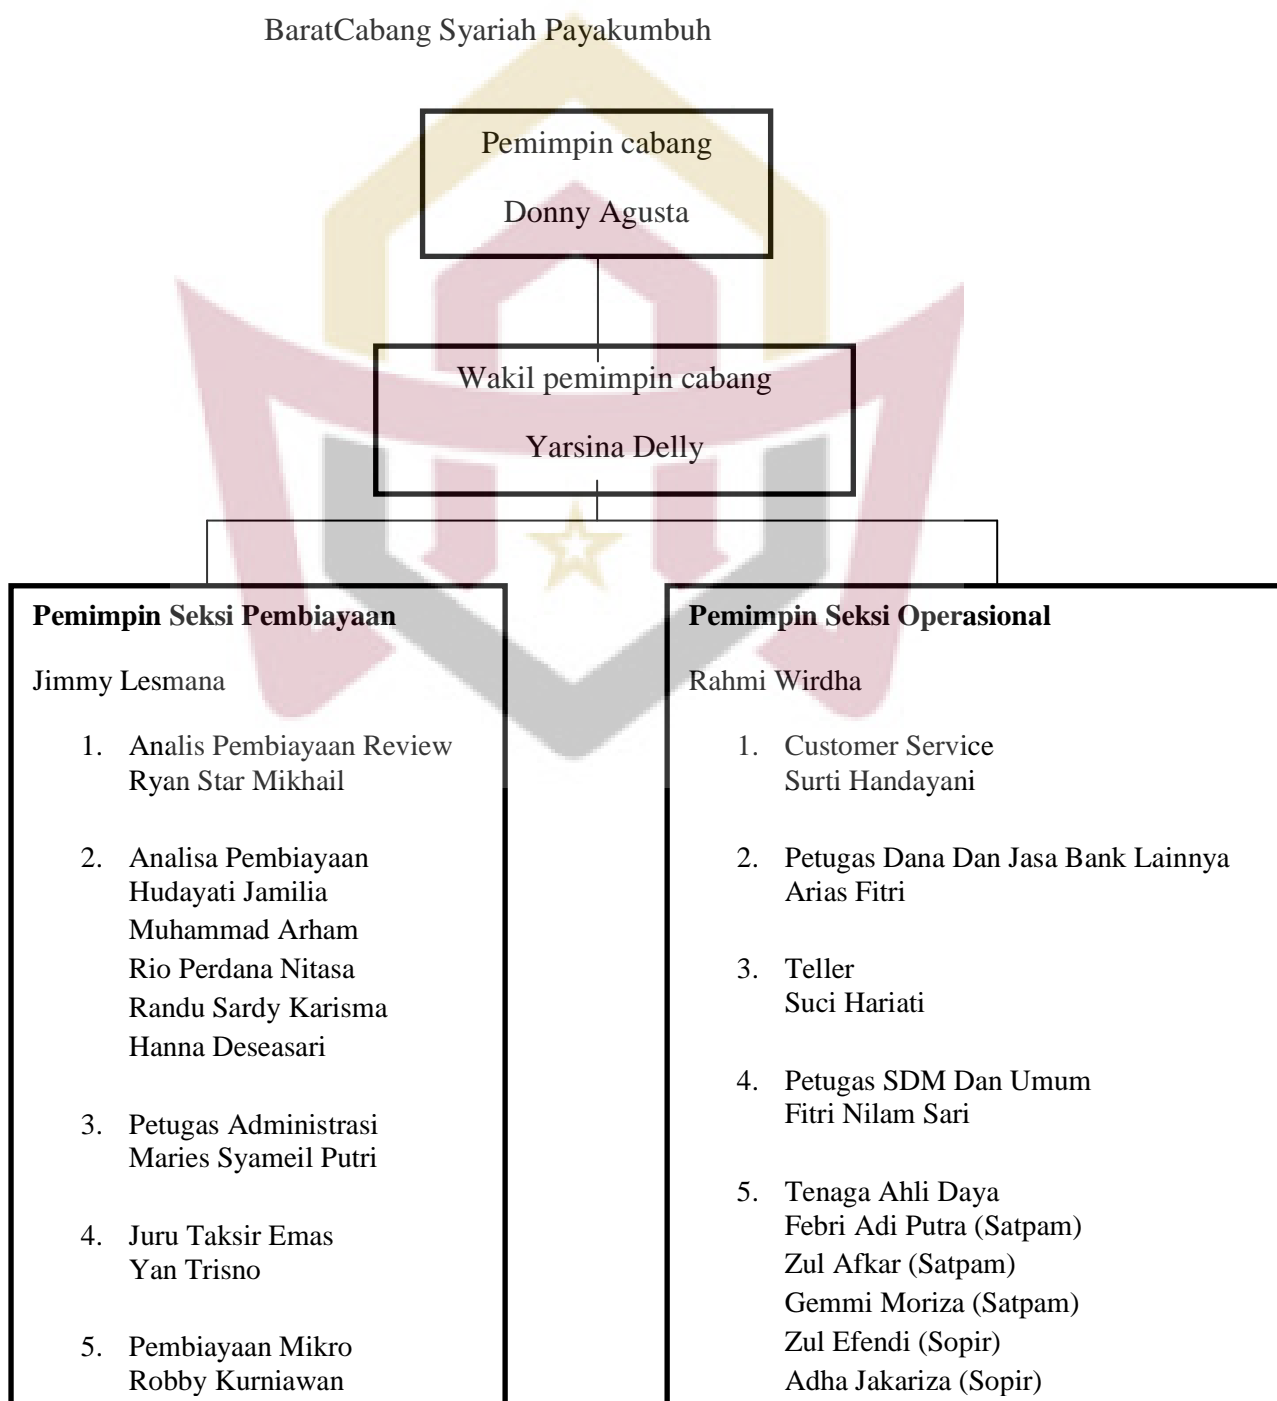 BaratCabang Syariah Payakumbuh
Pemimpin cabang
Donny Agusta
Wakil pemimpin cabang
Yarsina Delly
Pemimpin Seksi Pembiayaan
Jimmy Lesmana
1. Analis Pembiayaan Review
Ryan Star Mikhail
2. Analisa Pembiayaan
Hudayati Jamilia
Muhammad Arham
Rio Perdana Nitasa
Randu Sardy Karisma
Hanna Deseasari
3. Petugas Administrasi
Maries Syameil Putri
4. Juru Taksir Emas
Yan Trisno
5. Pembiayaan Mikro
Robby Kurniawan
Pemimpin Seksi Operasional
Rahmi Wirdha
1. Customer Service
Surti Handayani
2. Petugas Dana Dan Jasa Bank Lainnya
Arias Fitri
3. Teller
Suci Hariati
4. Petugas SDM Dan Umum
Fitri Nilam Sari
5. Tenaga Ahli Daya
Febri Adi Putra (Satpam)
Zul Afkar (Satpam)
Gemmi Moriza (Satpam)
Zul Efendi (Sopir)
Adha Jakariza (Sopir)